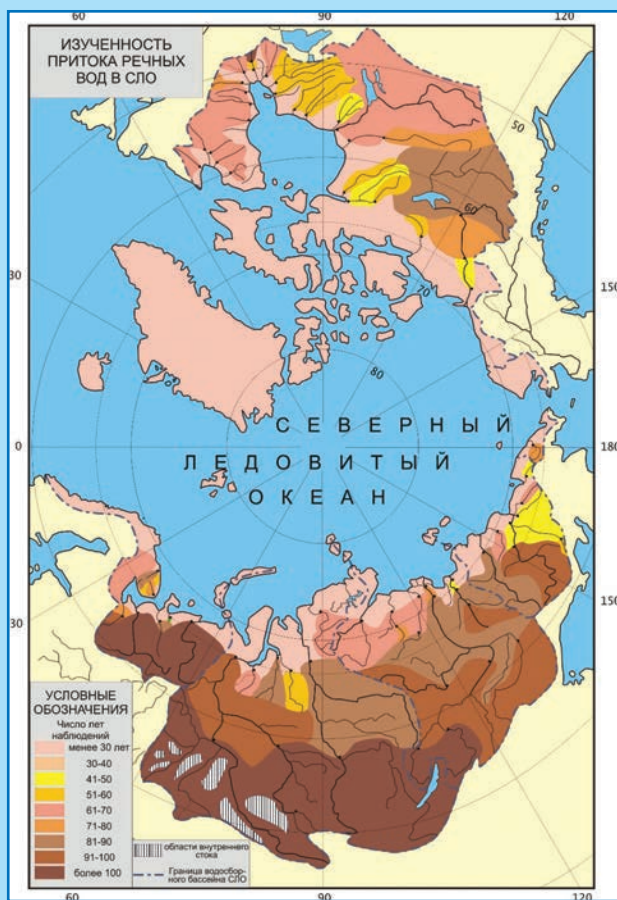 60
90
120
ИЗУЧЕННОСТЬ
ПРИТОКА РЕЧНЫХ
ВОД В СЛО
50
60
70
80
30
150
0
180
С Е В Е Р Н Ы Й
Л Е Д О В И Т Ы Й
О К Е А Н
30
150
УСЛОВНЫЕ
ОБОЗНАЧЕНИЯ
Число лет
наблюдений
менее 30 лет
30-40
41-50
51-60
61-70
71-80
81-90
91-100
более 100
области внутреннего
стока
Граница водосбор-
ного бассейна СЛО
60
90
120